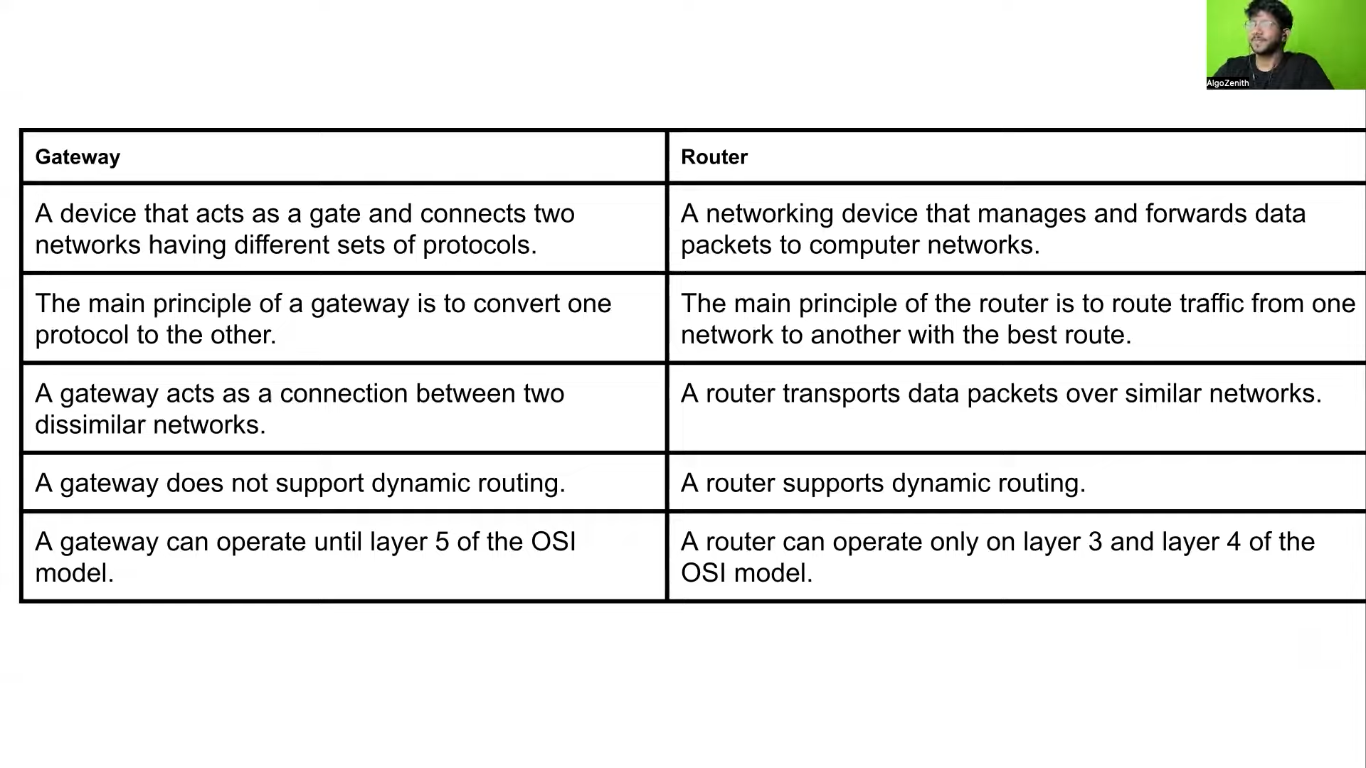 AlgoZenith
Gateway
Router
A device that acts as a gate and connects two
networks having different sets of protocols.
A networking device that manages and forwards data
packets to computer networks.
The main principle of a gateway is to convert one
protocol to the other.
The main principle of the router is to route traffic from one
network to another with the best route.
A gateway acts as a connection between two
dissimilar networks.
A router transports data packets over similar networks.
A gateway does not support dynamic routing.
A router supports dynamic routing.
A gateway can operate until layer 5 of the OSI
model.
A router can operate only on layer 3 and layer 4 of the
OSI model.